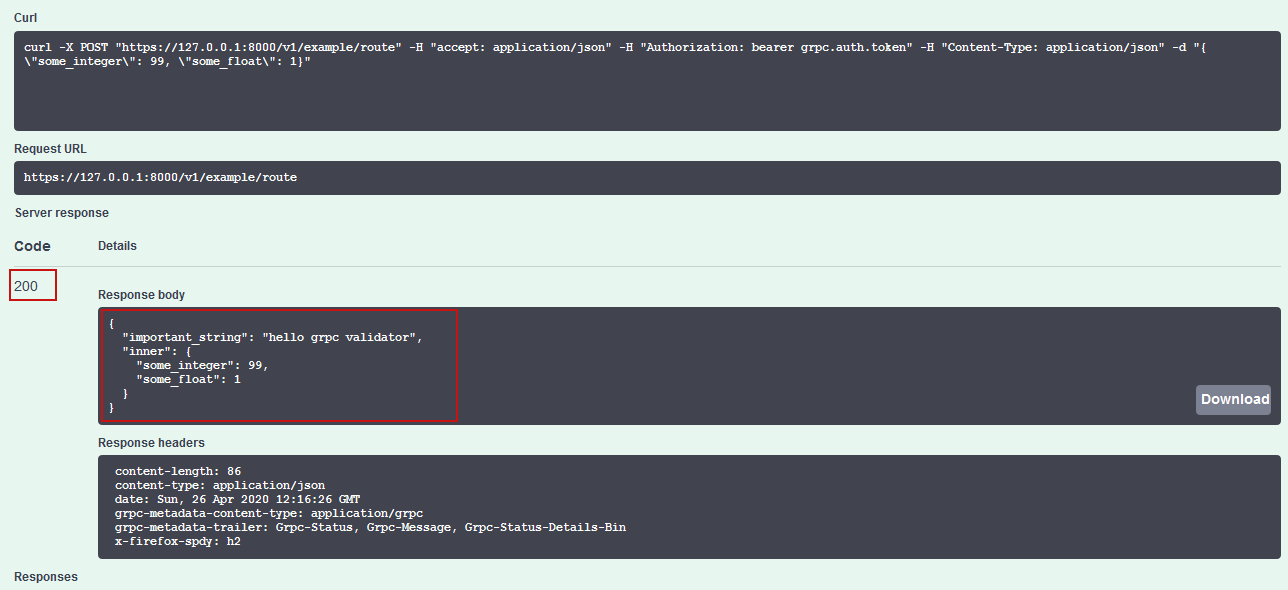 Curl
curl -X POST "https://127.0.0.1:8000/v1/example/route" -H "accept: application/json" -H "Authorization: bearer grpc.auth.token" -H "Content-Type: application/json" -d "{
\"some_integer\": 99, \"some_float\": 1}"
Request URL
https://127.0.0.1:8000/v1/example/route
Server response
Code Details
200
Response body
{
  "important_string": "hello grpc validator",
  "inner": {
    "some_integer": 99,
    "some_float": 1
  }
}
Download
Response headers
content-length: 86
content-type: application/json
date: Sun, 26 Apr 2020 12:16:26 GMT
grpc-metadata-content-type: application/grpc
grpc-metadata-trailer: Grpc-Status, Grpc-Message, Grpc-Status-Details-Bin
x-firefox-spdy: h2
Responses